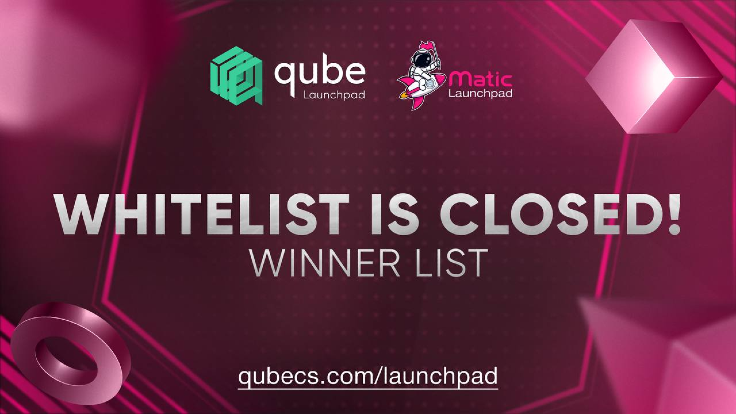 qube
Launchpad
Matic
Launchpad
WHITELIST IS CLOSED!
WINNER LIST
qubecs.com/launchpad